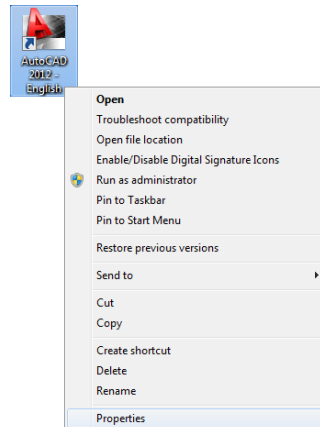 AutoCAD
2012 -
English
Open
Troubleshoot compatibility
Open file location
Enable/Disable Digital Signature Icons
Run as administrator
Pin to Taskbar
Pin to Start Menu
Restore previous versions
Send to
Cut
Copy
Create shortcut
Delete
Rename
Properties